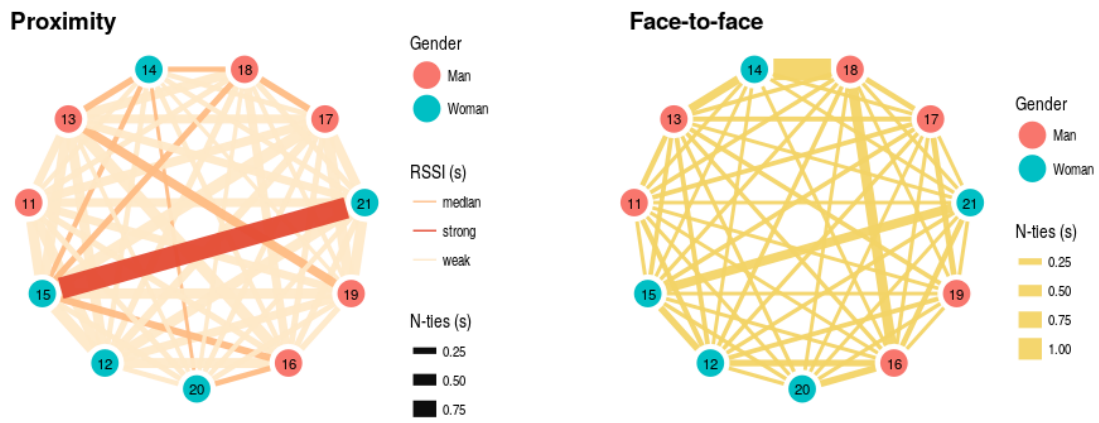 Proximity
14
18
13
17
11
21
15
19
12
16
20
Gender
Man
Woman
RSSI (s)
median
strong
weak
N-ties (s)
0.25
0.50
0.75
Face-to-face
14
18
13
17
11
21
15
19
12
16
20
Gender
Man
Woman
N-ties (s)
0.25
0.50
0.75
1.00